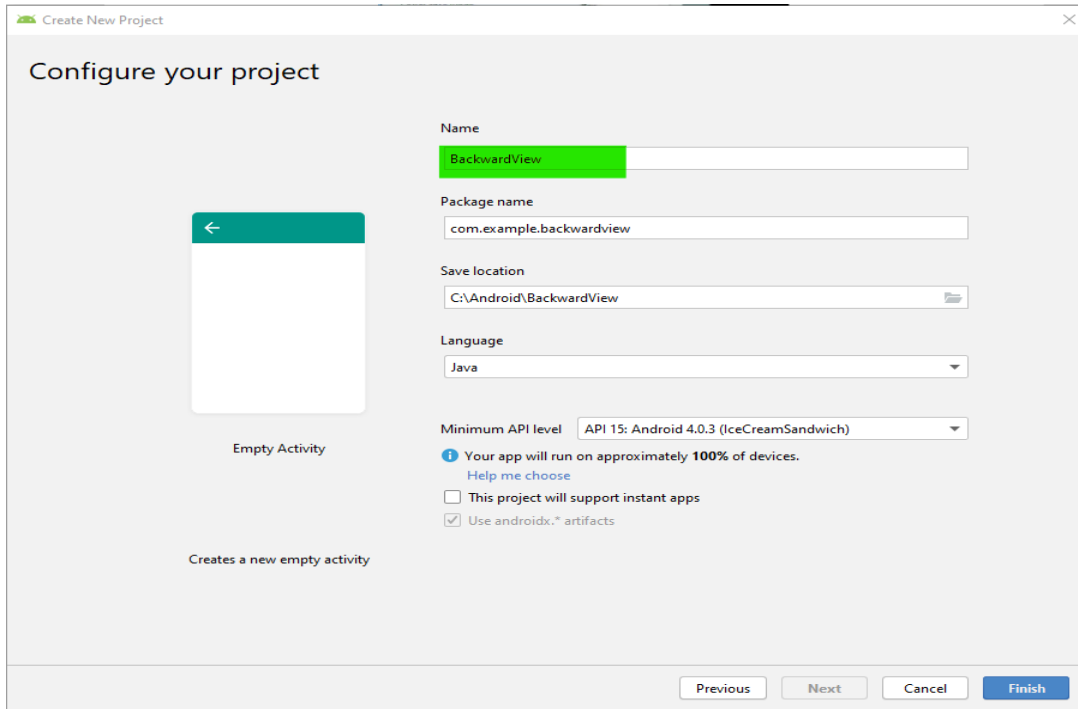 Create New Project
Configure your project
Name
BackwardView
Package name
com.example.backwardview
Save location
C:\Android\BackwardView
Language
Java
Minimum API level API 15: Android 4.0.3 (IceCreamSandwich)
Your app will run on approximately 100% of devices.
Help me choose
This project will support instant apps
Use androidx.* artifacts
Empty Activity
Creates a new empty activity
Previous Next Cancel Finish